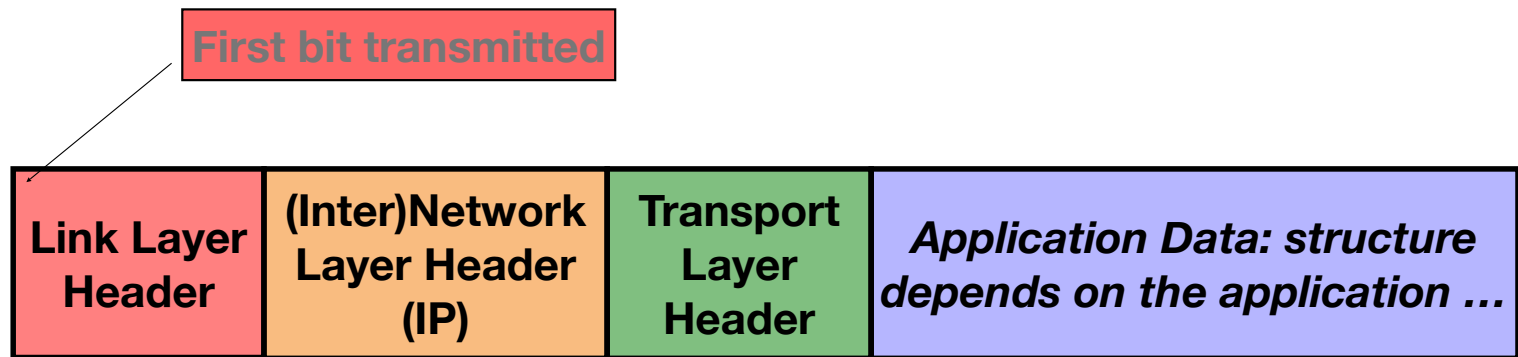 First bit transmitted
Link Layer
Header
(Inter)Network
Layer Header
(IP)
Transport
Layer
Header
Application Data: structure
depends on the application …